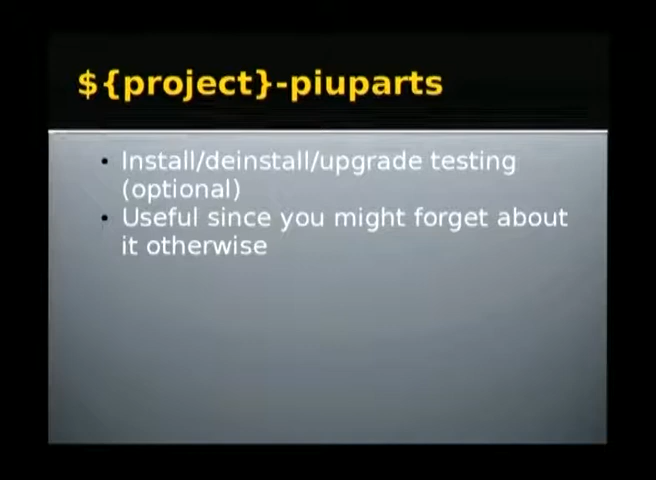 ${project}-piuparts
• Install/deinstall/upgrade testing
(optional)
• Useful since you might forget about
it otherwise